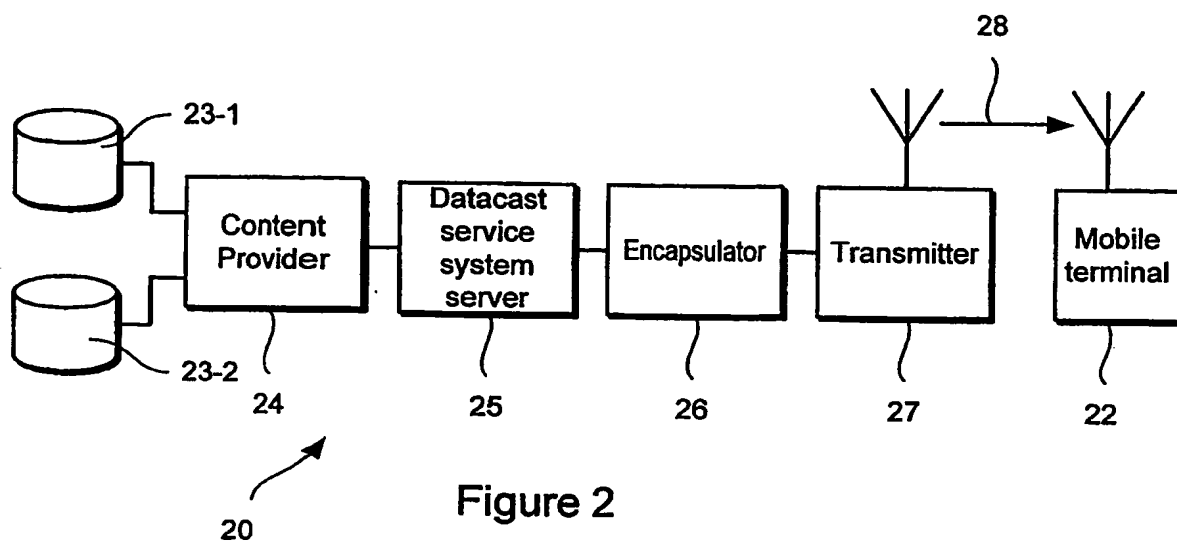 28
23-1
Content
Provider
Datacast
service
system
server
Encapsulator
Transmitter
Mobile
terminal
23-2
24
25
26
27
22
20
Figure 2